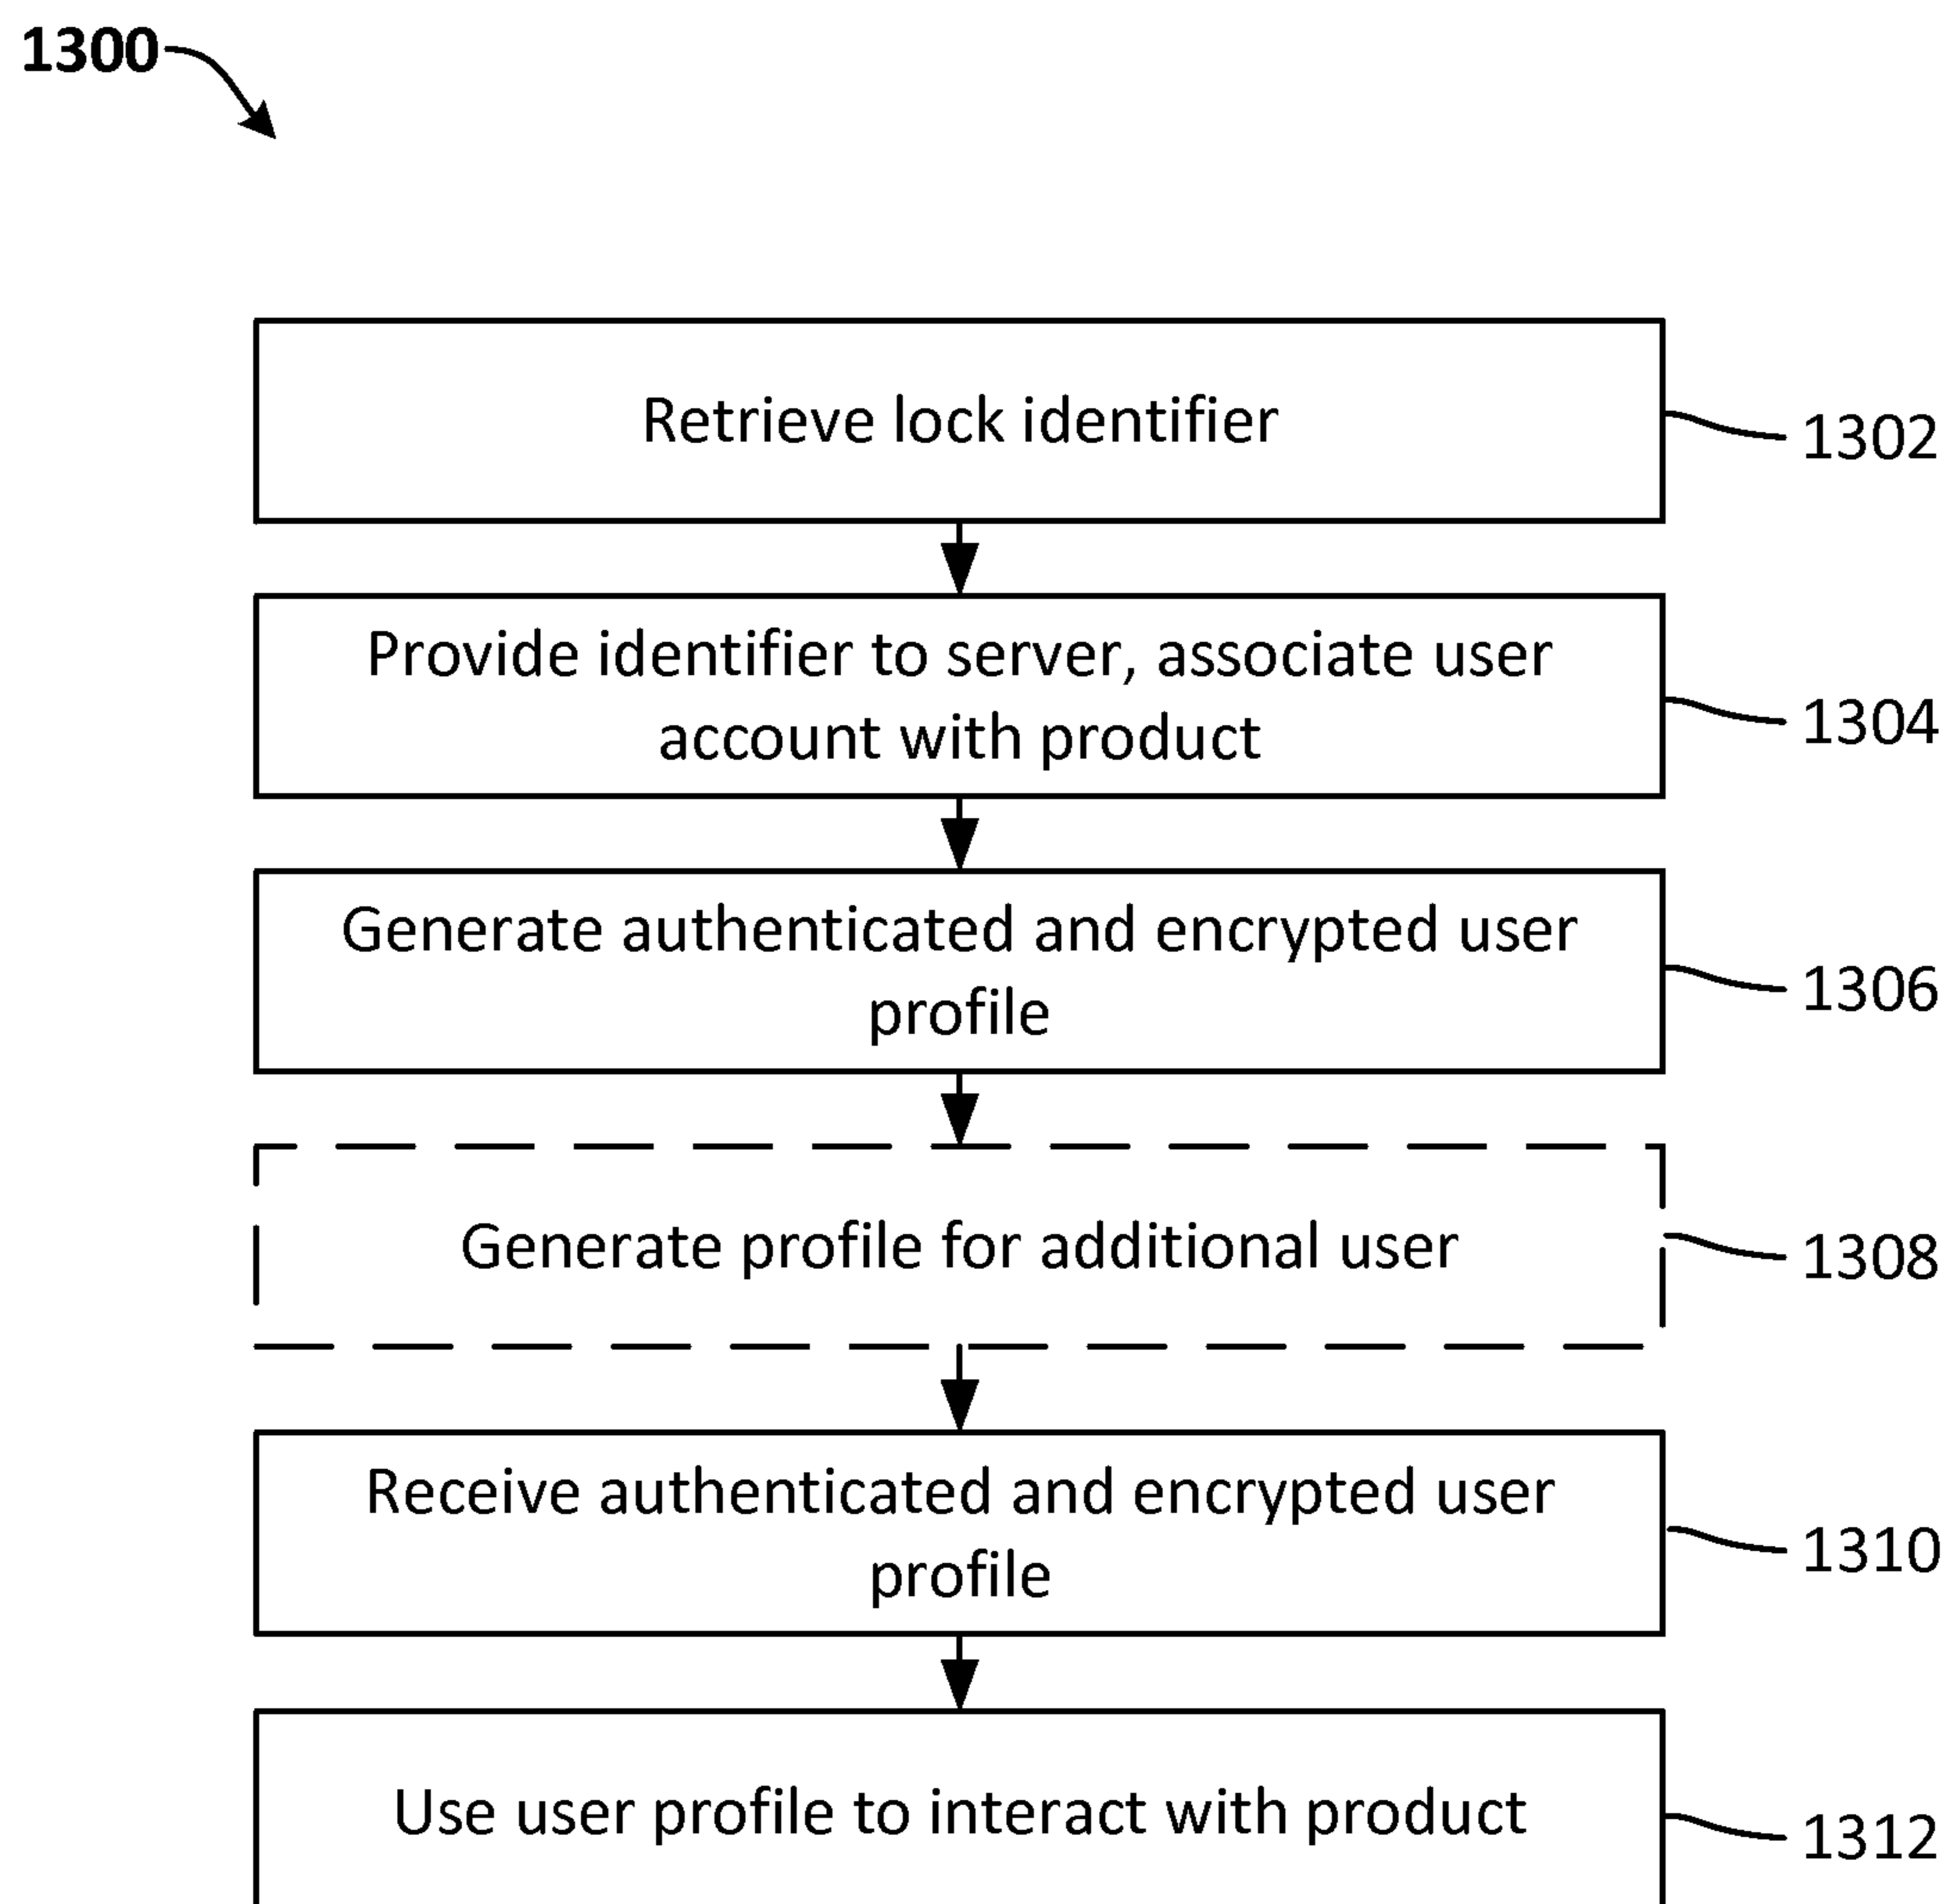 1300
Retrieve lock identifier
1302
Provide identifier to server, associate user
account with product
1304
Generate authenticated and encrypted user
profile
1306
Generate profile for additional user
1308
Receive authenticated and encrypted user
profile
1310
Use user profile to interact with product
1312